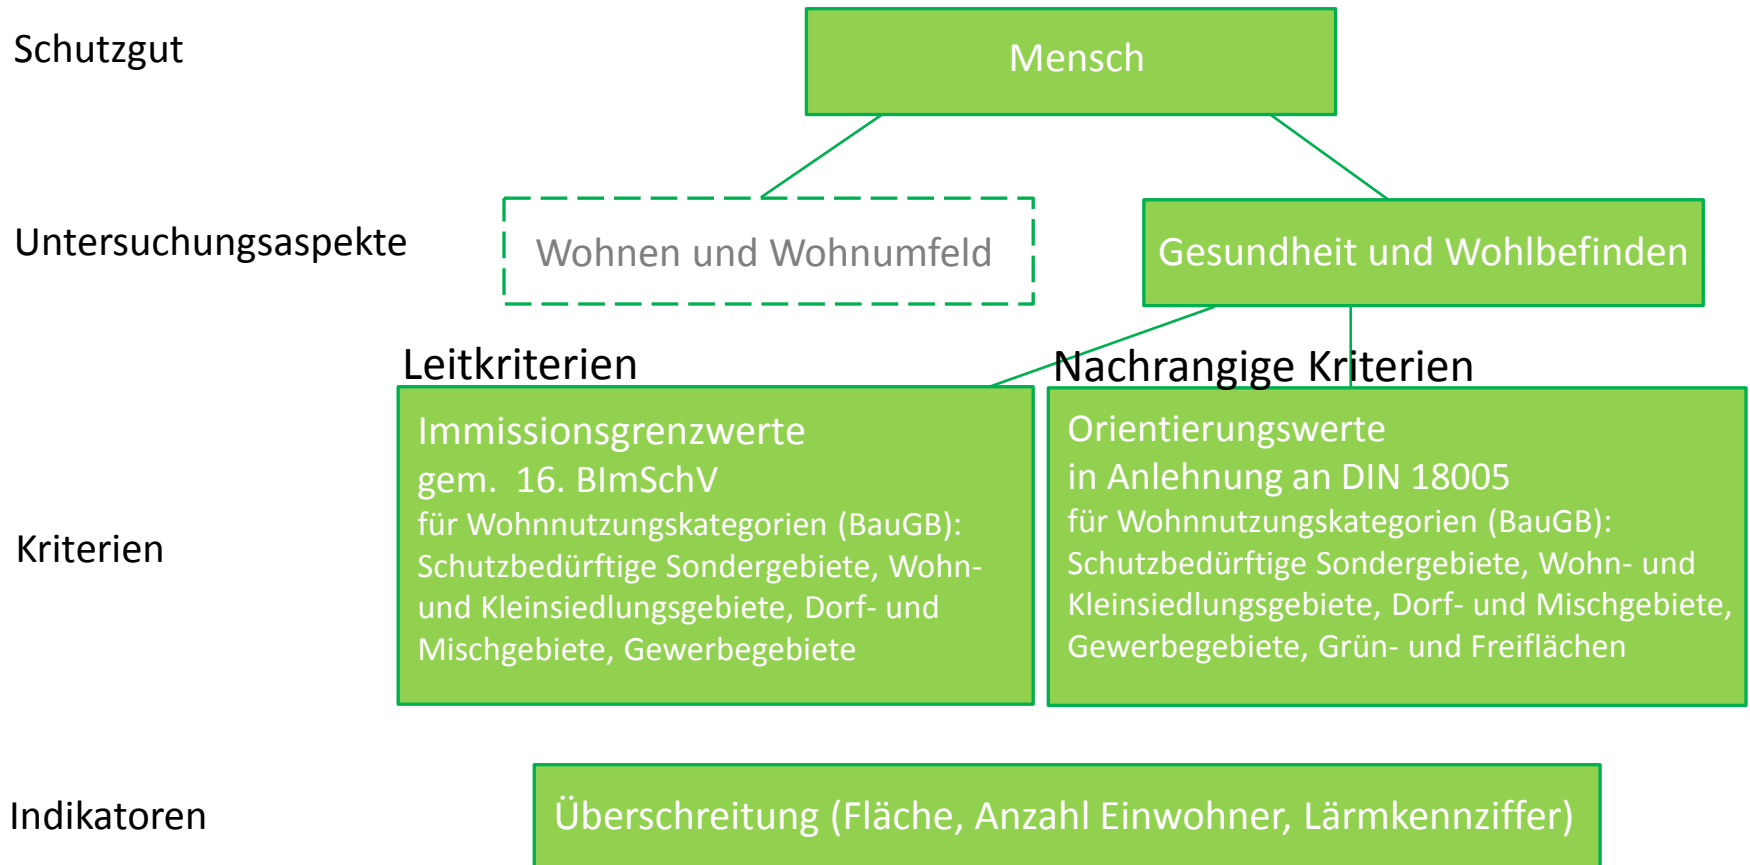 Schutzgut
Mensch
Untersuchungsaspekte
Wohnen und Wohnumfeld
Gesundheit und Wohlbefinden
Kriterien
Leitkriterien
Immissionsgrenzwerte
gem.  16. BImSchV
für Wohnnutzungskategorien (BauGB):
Schutzbedürftige Sondergebiete, Wohn-
und Kleinsiedlungsgebiete, Dorf- und
Mischgebiete, Gewerbegebiete
Nachrangige Kriterien
Orientierungswerte
in Anlehnung an DIN 18005
für Wohnnutzungskategorien (BauGB):
Schutzbedürftige Sondergebiete, Wohn- und
Kleinsiedlungsgebiete, Dorf- und Mischgebiete,
Gewerbegebiete, Grün- und Freiflächen
Indikatoren
Überschreitung (Fläche, Anzahl Einwohner, Lärmkennziffer)